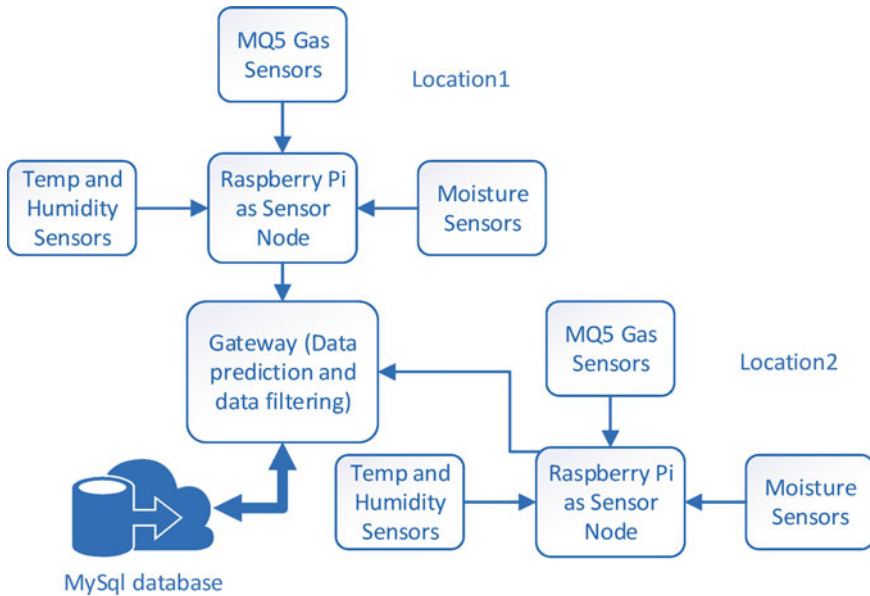 MQ5 Gas
Sensors
Location1
Temp and
Humidity
Sensors
Raspberry Pi
as Sensor
Node
Moisture
Sensors
Gateway (Data
prediction and
data filtering)
MQ5 Gas
Sensors
Location2
Temp and
Humidity
Sensors
Raspberry Pi
as Sensor
Node
Moisture
Sensors
MySql database